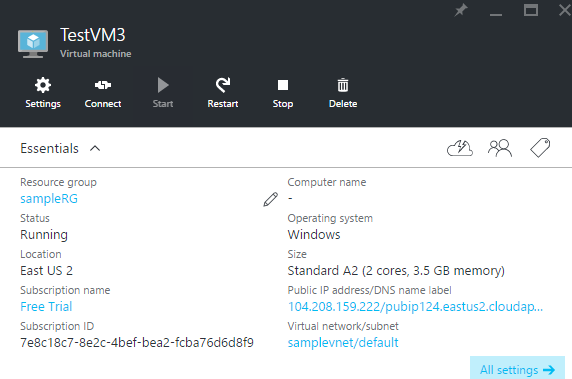 TestVM3
Virtual machine
Settings
Connect
Start
Restart
Stop
Delete
Essentials
Resource group
sampleRG
Computer name
-
Status
Running
Operating system
Windows
Location
East US 2
Size
Standard A2 (2 cores, 3.5 GB memory)
Subscription name
Free Trial
Public IP address/DNS name label
104.208.159.222/pubip124.eastus2.cloudap...
Subscription ID
7e8c18c7-8e2c-4bef-bea2-fcba76d6d8f9
Virtual network/subnet
samplevnet/default
All settings